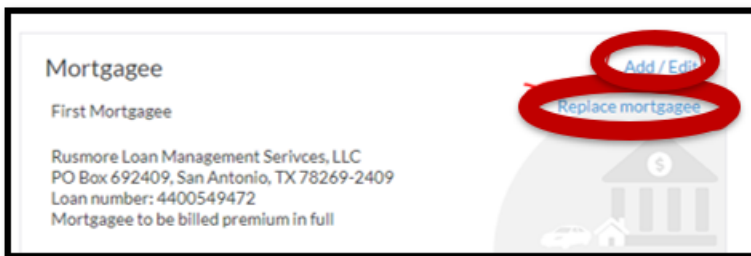 Mortgagee
Add / Edit
First Mortgagee
Replace mortgagee
Rusmore Loan Management Serivces, LLC
PO Box 692409, San Antonio, TX 78269-2409
Loan number: 4400549472
Mortgagee to be billed premium in full
$